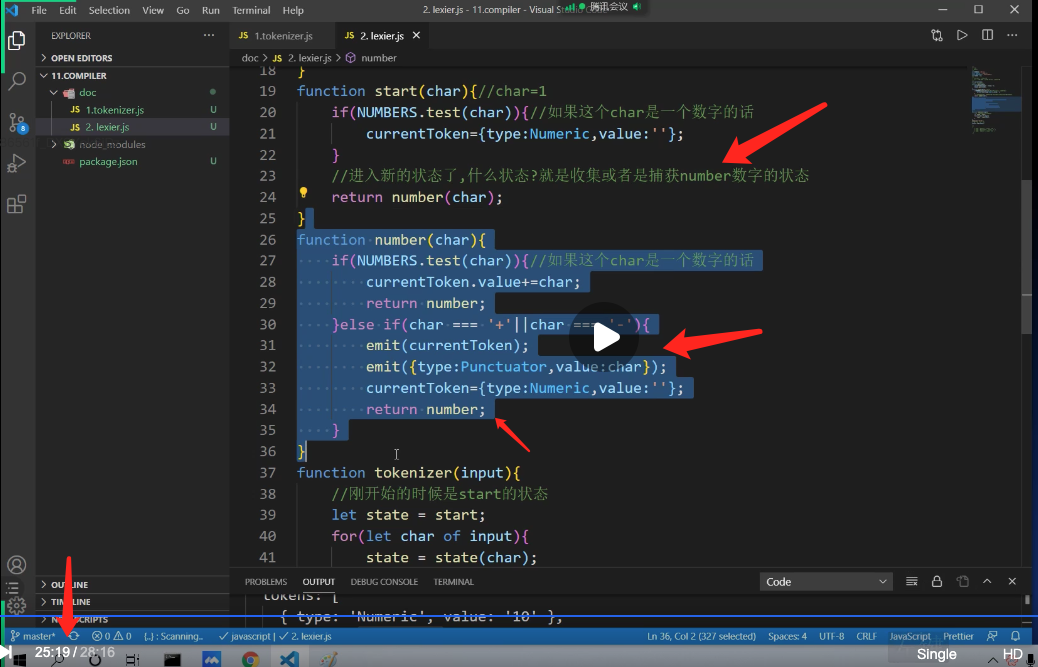 File Edit Selection View Go Run Terminal Help 2. lexier.js - 11.compiler - Visual S 腾讯会议
EXPLORER ···
OPEN EDITORS
11.COMPILER
doc
JS 1.tokenizer.js U
JS 2. lexier.js U
node_modules
package.json U
8
OUTLINE
TIMELINE
JS 1.tokenizer.js JS 2. lexier.js
doc > JS 2. lexier.js > number
18 }
19 function start(char){//char=1
20 if(NUMBERS.test(char)){//如果这个char是一个数字的话
21 currentToken={type:Numeric,value:''};
22 }
23 //进入新的状态了,什么状态?就是收集或者是捕获number数字的状态
24 return number(char);
25 }
26 function number(char){
27 if(NUMBERS.test(char)){//如果这个char是一个数字的话
28 currentToken.value+=char;
29 return number;
30 }else if(char === '+'||char === '-'){
31 emit(currentToken);
32 emit({type:Punctuator,value:char});
33 currentToken={type:Numeric,value:''};
34 return number;
35 }
36 }
37 function tokenizer(input){
38 //刚开始的时候是start的状态
39 let state = start;
40 for(let char of input){
41 state = state(char);
PROBLEMS OUTPUT DEBUG CONSOLE TERMINAL Code
tokens: [
{ type: 'Numeric', value: '10' },
master* 0 0 {..} : Scanning.. javascript | 2. lexier.js Ln 36, Col 2 (327 selected) Spaces: 4 UTF-8 CRLF JavaScript Prettier
25:19 / 28:16 Single HD